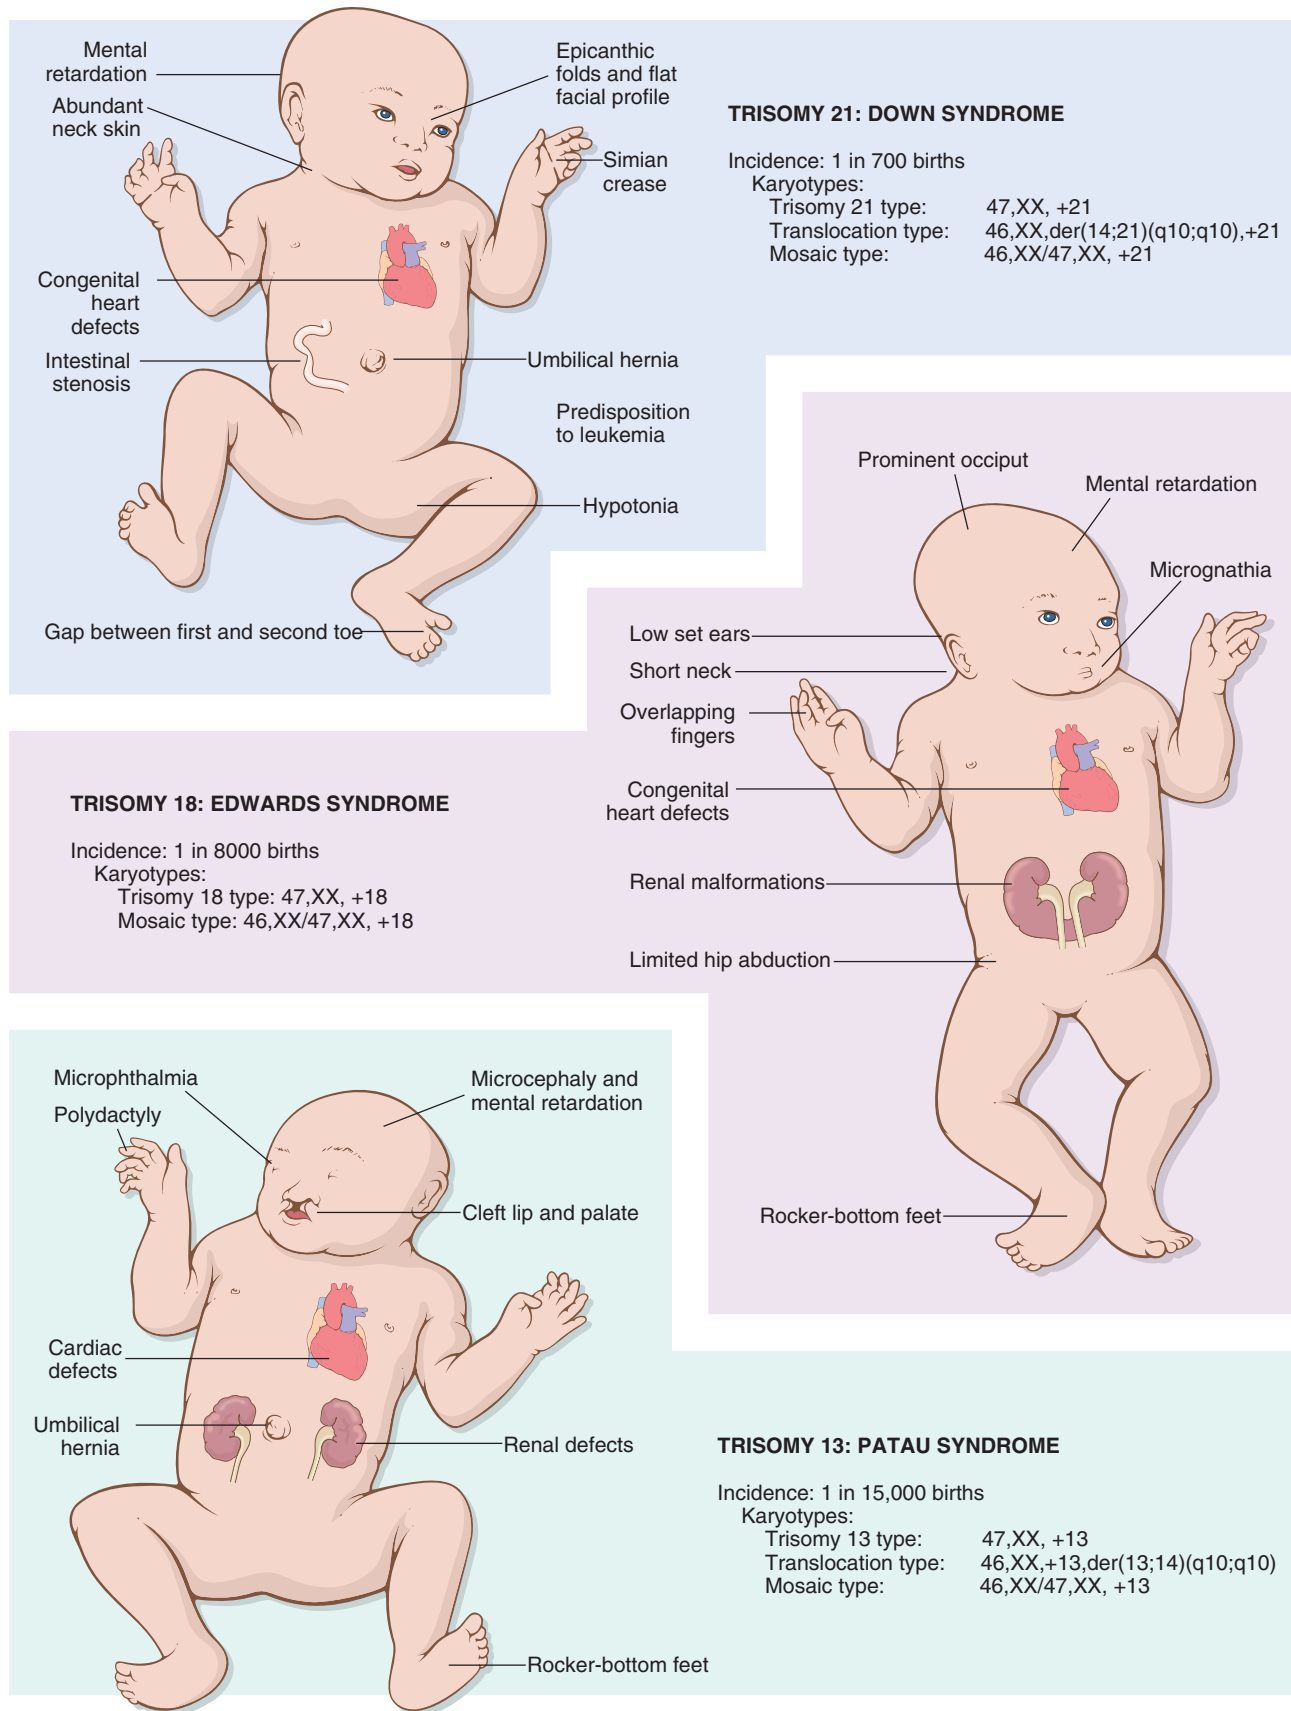 Mental
retardation
Abundant
neck skin
Epicanthic
folds and flat
facial profile
Simian
crease
Congenital
heart
defects
Intestinal
stenosis
Umbilical hernia
Predisposition
to leukemia
Hypotonia
Gap between first and second toe
TRISOMY 21: DOWN SYNDROME
Incidence: 1 in 700 births
Karyotypes:
Trisomy 21 type: 47,XX, +21
Translocation type: 46,XX,der(14;21)(q10;q10),+21
Mosaic type: 46,XX/47,XX, +21
Prominent occiput
Mental retardation
Micrognathia
Low set ears
Short neck
Overlapping
fingers
Congenital
heart defects
Renal malformations
Limited hip abduction
Rocker-bottom feet
TRISOMY 18: EDWARDS SYNDROME
Incidence: 1 in 8000 births
Karyotypes:
Trisomy 18 type: 47,XX, +18
Mosaic type: 46,XX/47,XX, +18
Microphthalmia
Polydactyly
Microcephaly and
mental retardation
Cleft lip and palate
Cardiac
defects
Umbilical
hernia
Renal defects
Rocker-bottom feet
TRISOMY 13: PATAU SYNDROME
Incidence: 1 in 15,000 births
Karyotypes:
Trisomy 13 type: 47,XX, +13
Translocation type: 46,XX,+13,der(13;14)(q10;q10)
Mosaic type: 46,XX/47,XX, +13